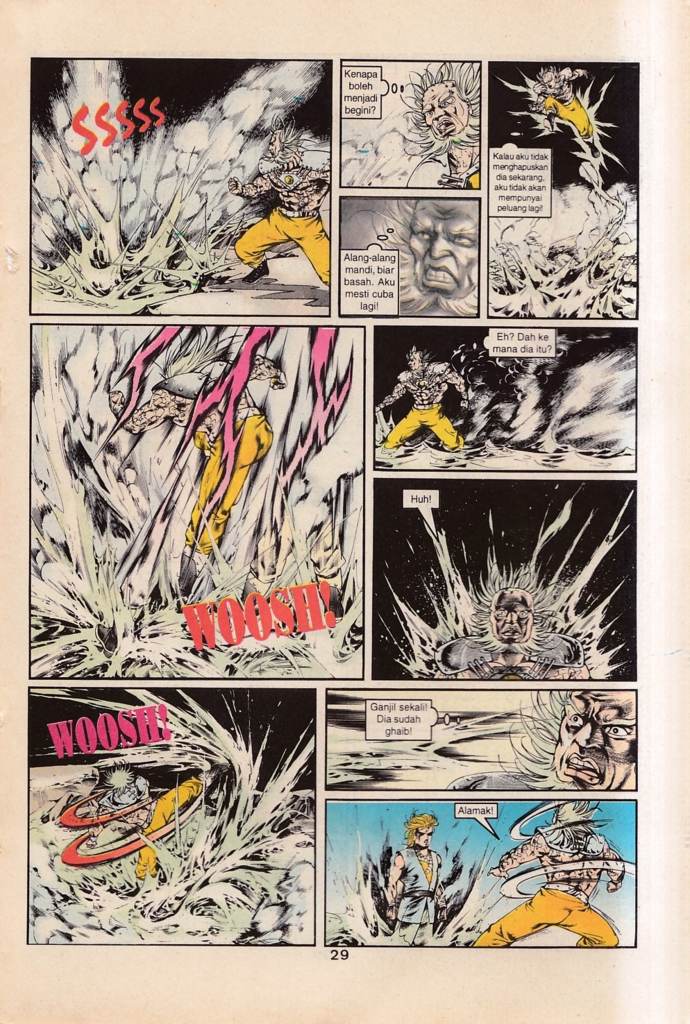 SSSSS
Kenapa
boleh
menjadi
begini?
Alang-alang
mandi, biar
basah. Aku
mesti cuba
lagi!
Kalau aku tidak
menghapuskan
dia sekarang,
aku tidak akan
mempunyai
peluang lagi!
WOOSH!
Eh? Dah ke
mana dia itu?
Huh!
WOOSH!
Ganjil sekali!
Dia sudah
ghaib!
Alamak!
29